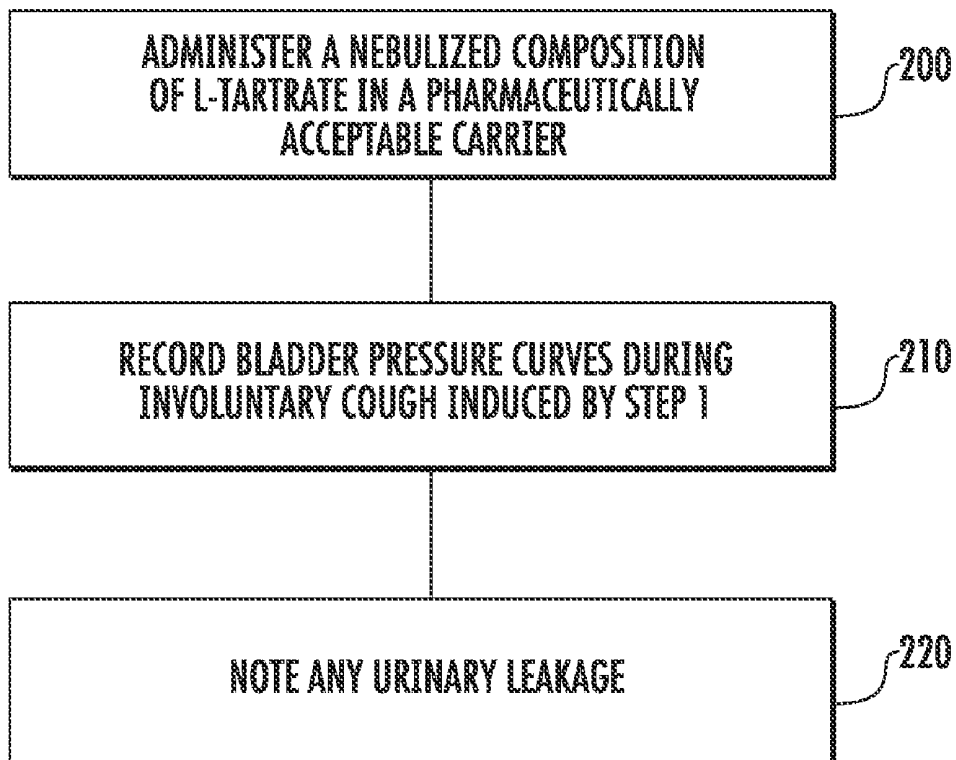 ADMINISTER A NEBULIZED COMPOSITION
OF L-TARTRATE IN A PHARMACEUTICALLY
ACCEPTABLE CARRIER
200
RECORD BLADDER PRESSURE CURVES DURING
INVOLUNTARY COUGH INDUCED BY STEP 1
210
NOTE ANY URINARY LEAKAGE
220